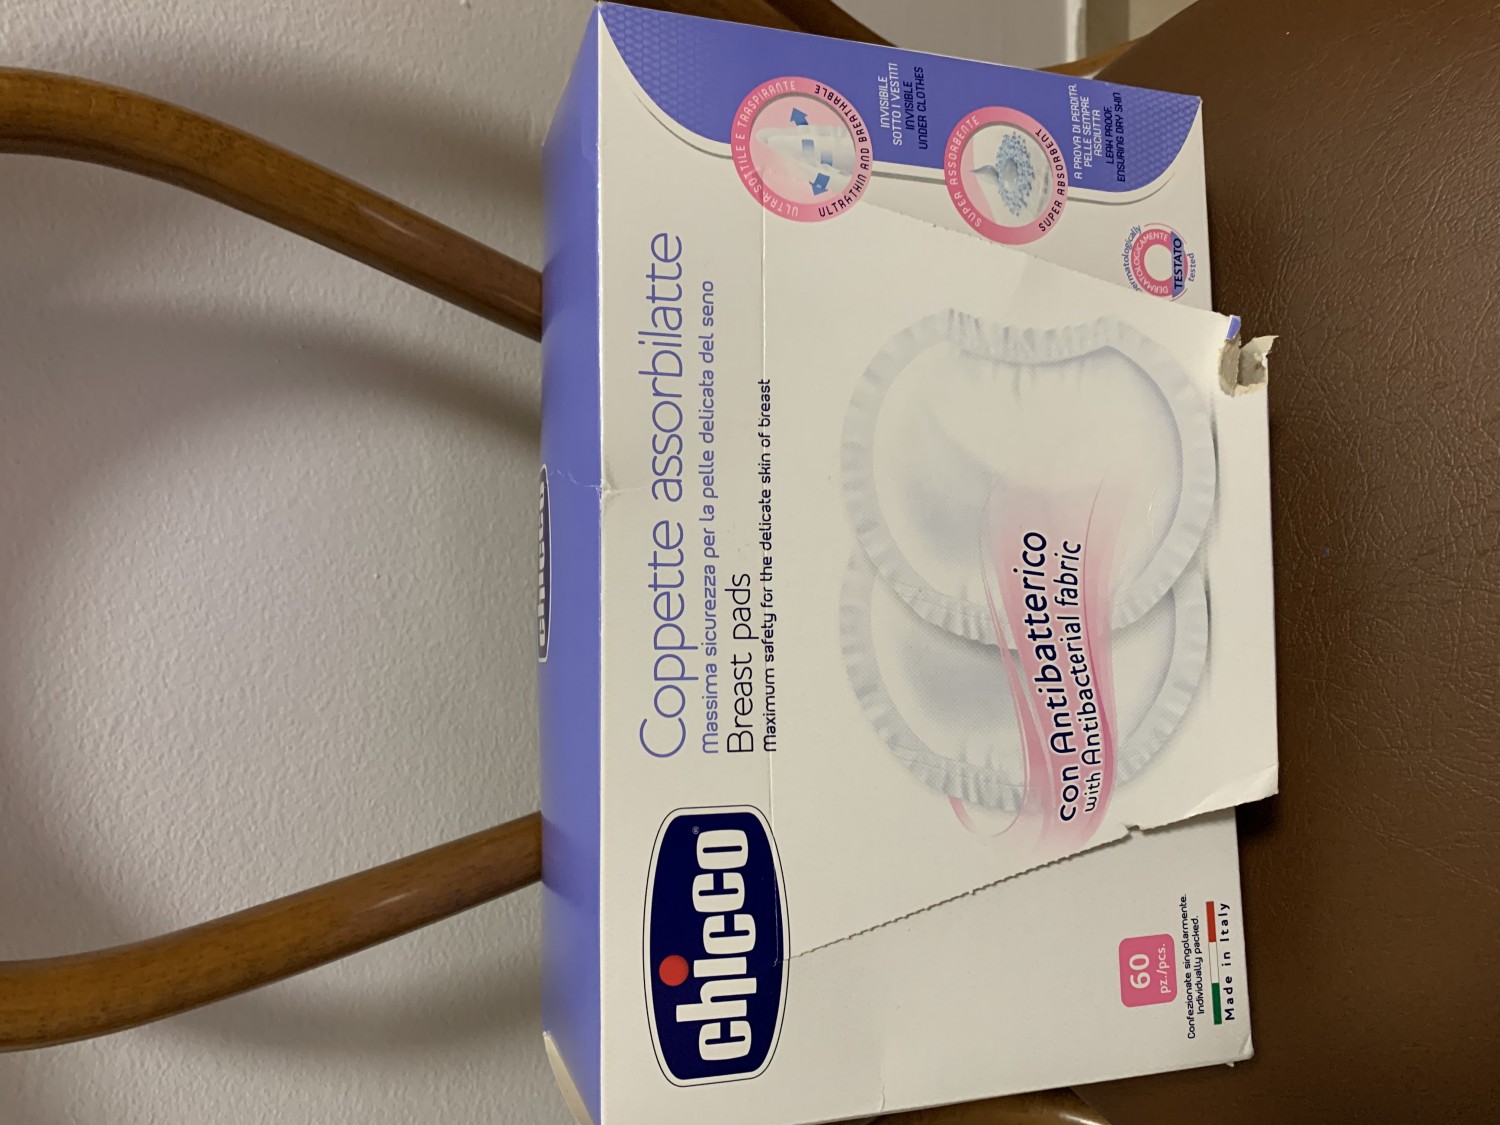 chicco
chicco
Coppette assorbilatte
Massima sicurezza per la pelle delicata del seno
Breast pads
Maximum safety for the delicate skin of breast
ULTRASOTTILE E TRASPIRANTE
ULTRATHIN AND BREATHABLE
INVISIBILE
SOTTO I VESTITI
INVISIBLE
UNDER CLOTHES
SUPER ASSORBENTE
SUPER ABSORBENT
A PROVA DI PERDITA,
PELLE SEMPRE
ASCIUTTA
LEAK PROOF,
ENSURING DRY SKIN
DERMATOLOGICAMENTE
TESTATO
Dermatologically
tested
con Antibatterico
with Antibacterial fabric
60
pz./pcs.
Confezionate singolarmente.
Individually packed.
Made in Italy